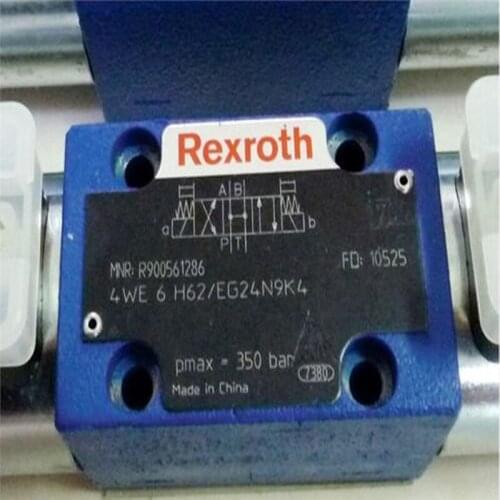 Rexroth
A B
a b
P T
MNR: R900561286 FD: 10525
4WE 6 H62/EG24N9K4
pmax = 350 bar
7380
Made in China